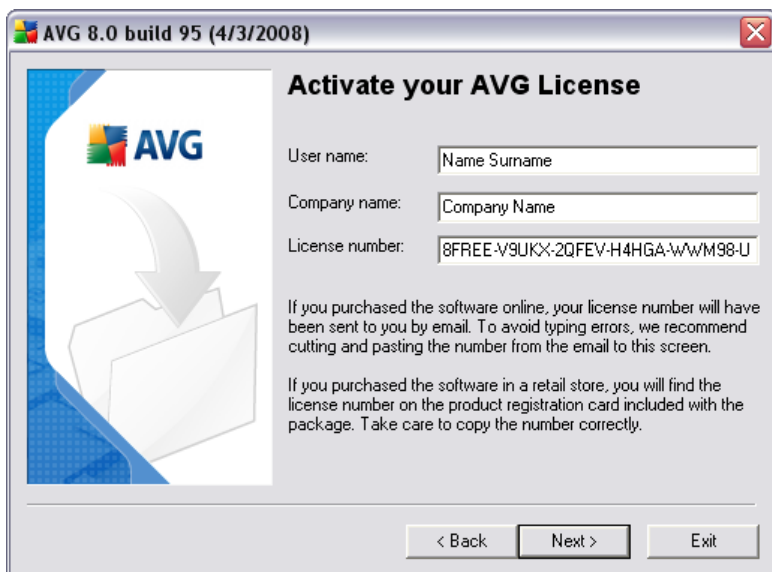 AVG 8.0 build 95 (4/3/2008)
AVG
Activate your AVG License
User name: Name Surname
Company name: Company Name
License number: 8FREE-V9UKX-2QFEV-H4HGA-WWM98-U
If you purchased the software online, your license number will have
been sent to you by email. To avoid typing errors, we recommend
cutting and pasting the number from the email to this screen.
If you purchased the software in a retail store, you will find the
license number on the product registration card included with the
package. Take care to copy the number correctly.
< Back Next > Exit